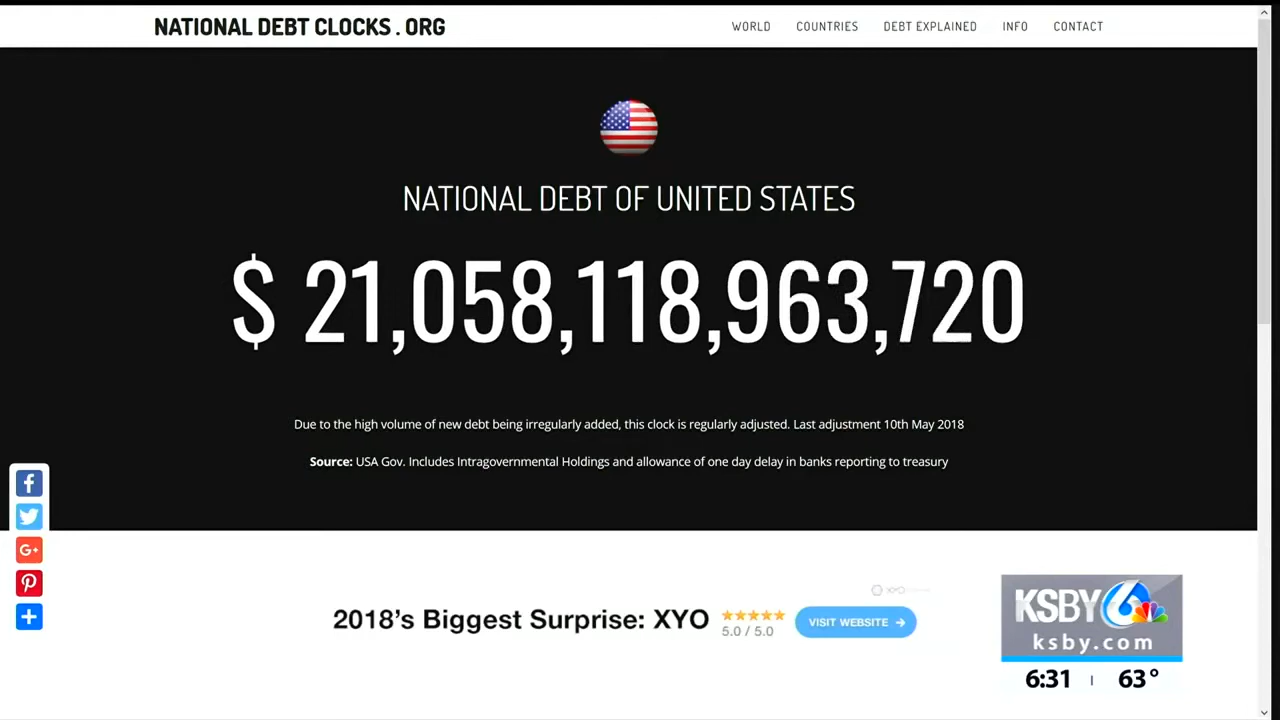 NATIONAL DEBT CLOCKS . ORG
WORLD COUNTRIES DEBT EXPLAINED INFO CONTACT
NATIONAL DEBT OF UNITED STATES
$ 21,058,118,963,720
Due to the high volume of new debt being irregularly added, this clock is regularly adjusted. Last adjustment 10th May 2018
Source: USA Gov. Includes Intragovernmental Holdings and allowance of one day delay in banks reporting to treasury
2018's Biggest Surprise: XYO
5.0 / 5.0
VISIT WEBSITE
KSBY 6
ksby.com
6:31 | 63°